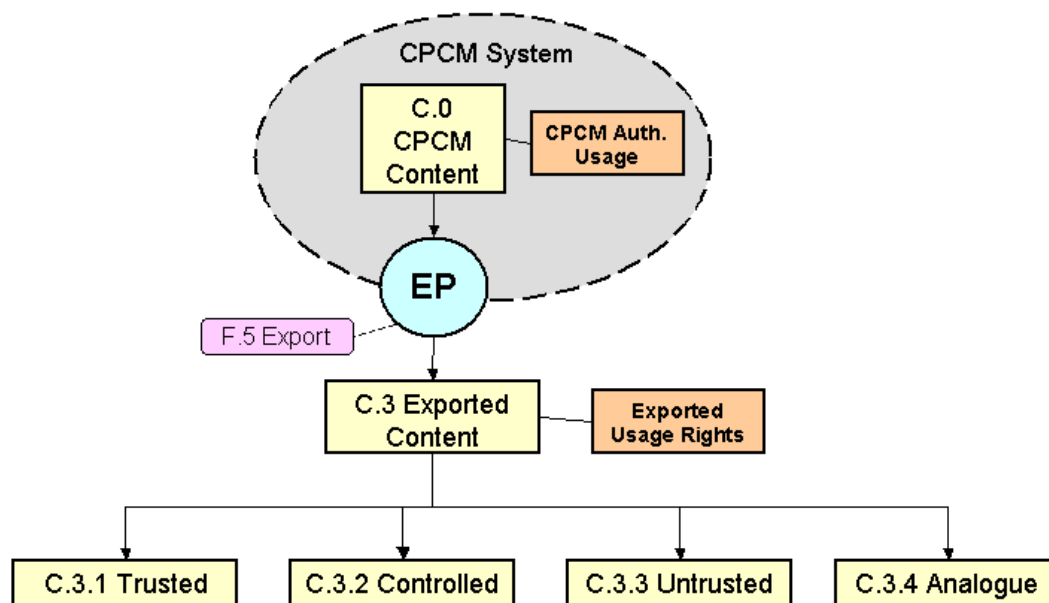 CPCM System
C.0
CPCM
Content
CPCM Auth.
Usage
EP
F.5 Export
C.3 Exported
Content
Exported
Usage Rights
C.3.1 Trusted
C.3.2 Controlled
C.3.3 Untrusted
C.3.4 Analogue